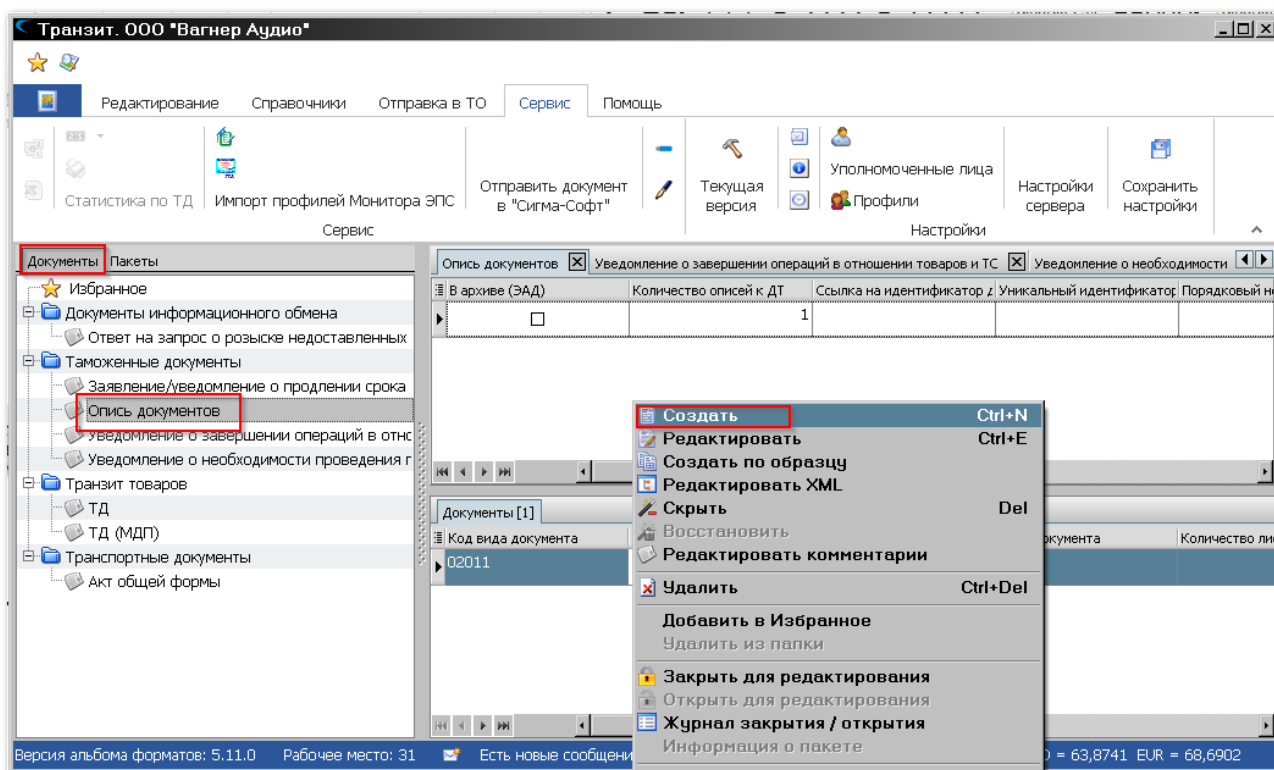 Транзит. ООО "Вагнер Аудио"
Редактирование Справочники Отправка в ТО Сервис Помощь
Статистика по ТД
Импорт профилей Монитора ЭПС
Отправить документ
в "Сигма-Софт"
Текущая
версия
Уполномоченные лица
Профили
Настройки
сервера
Сохранить
настройки
Сервис Настройки
Документы Пакеты
Избранное
Документы информационного обмена
Ответ на запрос о розыске недоставленных
Таможенные документы
Заявление/уведомление о продлении срока
Опись документов
Уведомление о завершении операций в отно
Уведомление о необходимости проведения г
Транзит товаров
ТД
ТД (МДП)
Транспортные документы
Акт общей формы
Опись документов Уведомление о завершении операций в отношении товаров и ТС Уведомление о необходимости
В архиве (ЭАД) Количество описей к ДТ Ссылка на идентификатор д Уникальный идентификатор Порядковый но
1
Документы [1]
Код вида документа окумента Количество ли
02011
Создать Ctrl+N
Редактировать Ctrl+E
Создать по образцу
Редактировать XML
Скрыть Del
Восстановить
Редактировать комментарии
Удалить Ctrl+Del
Добавить в Избранное
Удалить из папки
Закрыть для редактирования
Открыть для редактирования
Журнал закрытия / открытия
Информация о пакете
Версия альбома форматов: 5.11.0 Рабочее место: 31 Есть новые сообщени = 63,8741 EUR = 68,6902